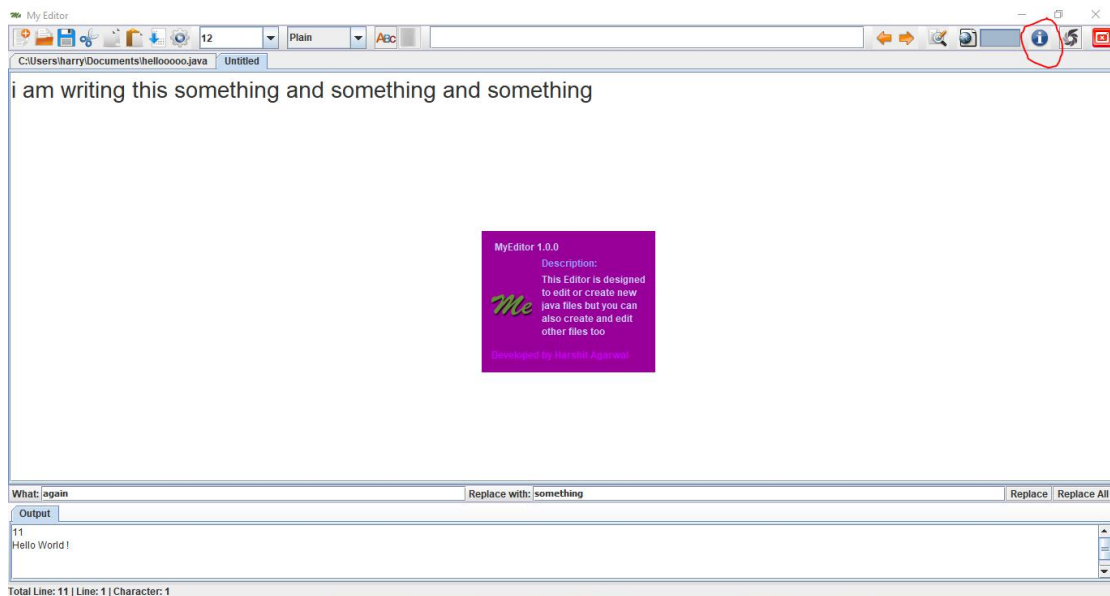 Me My Editor
12
Plain
ABC
C:\Users\harry\Documents\hellooooo.java
Untitled
i am writing this something and something and something
MyEditor 1.0.0
Description:
This Editor is designed
to edit or create new
java files but you can
also create and edit
other files too
Me
Developed by Harshit Agarwal
What: again
Replace with: something
Replace
Replace All
Output
11
Hello World !
Total Line: 11 | Line: 1 | Character: 1